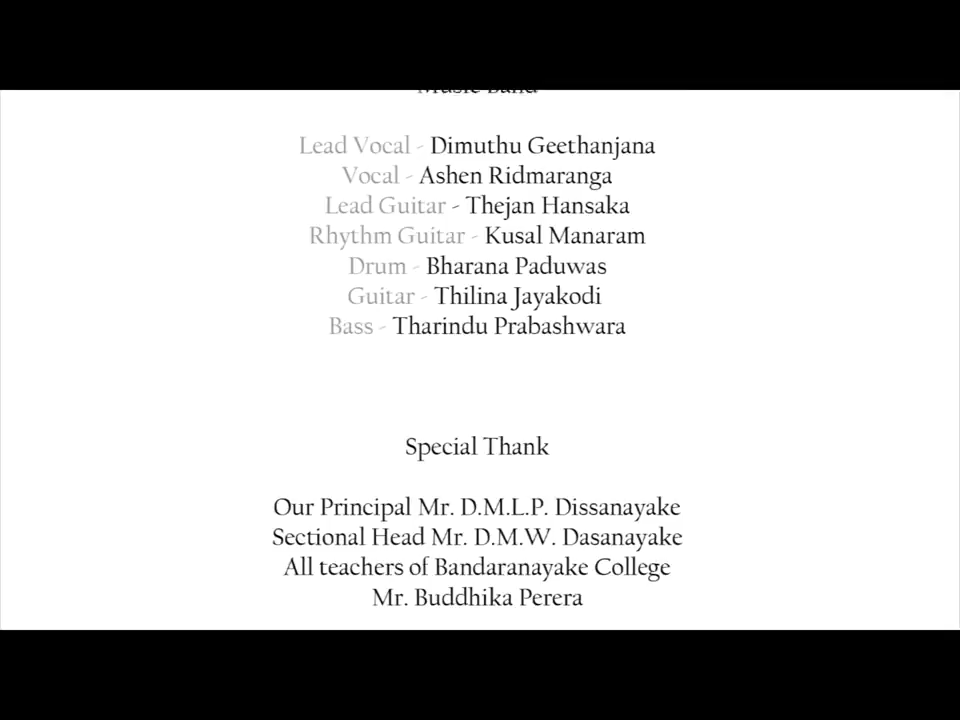 Music Band
Lead Vocal - Dimuthu Geethanjana
Vocal - Ashen Ridmaranga
Lead Guitar - Thejan Hansaka
Rhythm Guitar - Kusal Manaram
Drum - Bharana Paduwas
Guitar - Thilina Jayakodi
Bass - Tharindu Prabashwara
Special Thank
Our Principal Mr. D.M.L.P. Dissanayake
Sectional Head Mr. D.M.W. Dasanayake
All teachers of Bandaranayake College
Mr. Buddhika Perera